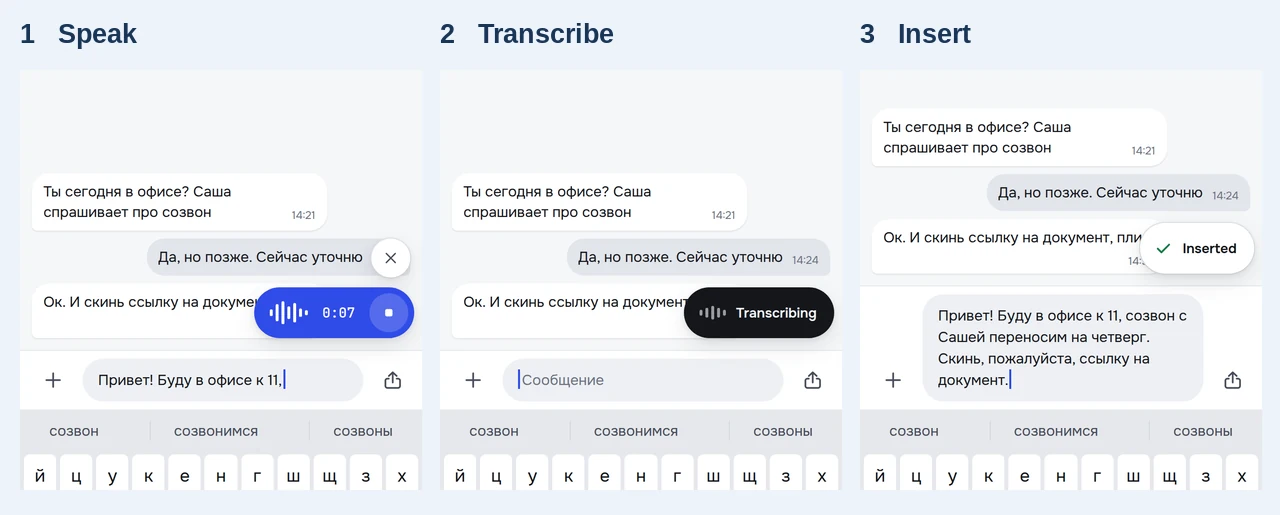 1 Speak
Ты сегодня в офисе? Саша
спрашивает про созвон 14:21
Да, но позже. Сейчас уточню
Ок. И скинь ссылку на
0:07
Привет! Буду в офисе к 11,
созвон созвонимся созвоны
й ц у к е н г ш щ з х
2 Transcribe
Ты сегодня в офисе? Саша
спрашивает про созвон 14:21
Да, но позже. Сейчас уточню 14:24
Ок. И скинь ссылку на документ
Transcribing
Сообщение
созвон созвонимся созвоны
й ц у к е н г ш щ з х
3 Insert
Ты сегодня в офисе? Саша
спрашивает про созвон 14:21
Да, но позже. Сейчас уточню 14:24
Ок. И скинь ссылку на документ,
Inserted
Привет! Буду в офисе к 11, созвон с
Сашей переносим на четверг.
Скинь, пожалуйста, ссылку на
документ.
созвон созвонимся созвоны
й ц у к е н г ш щ з х